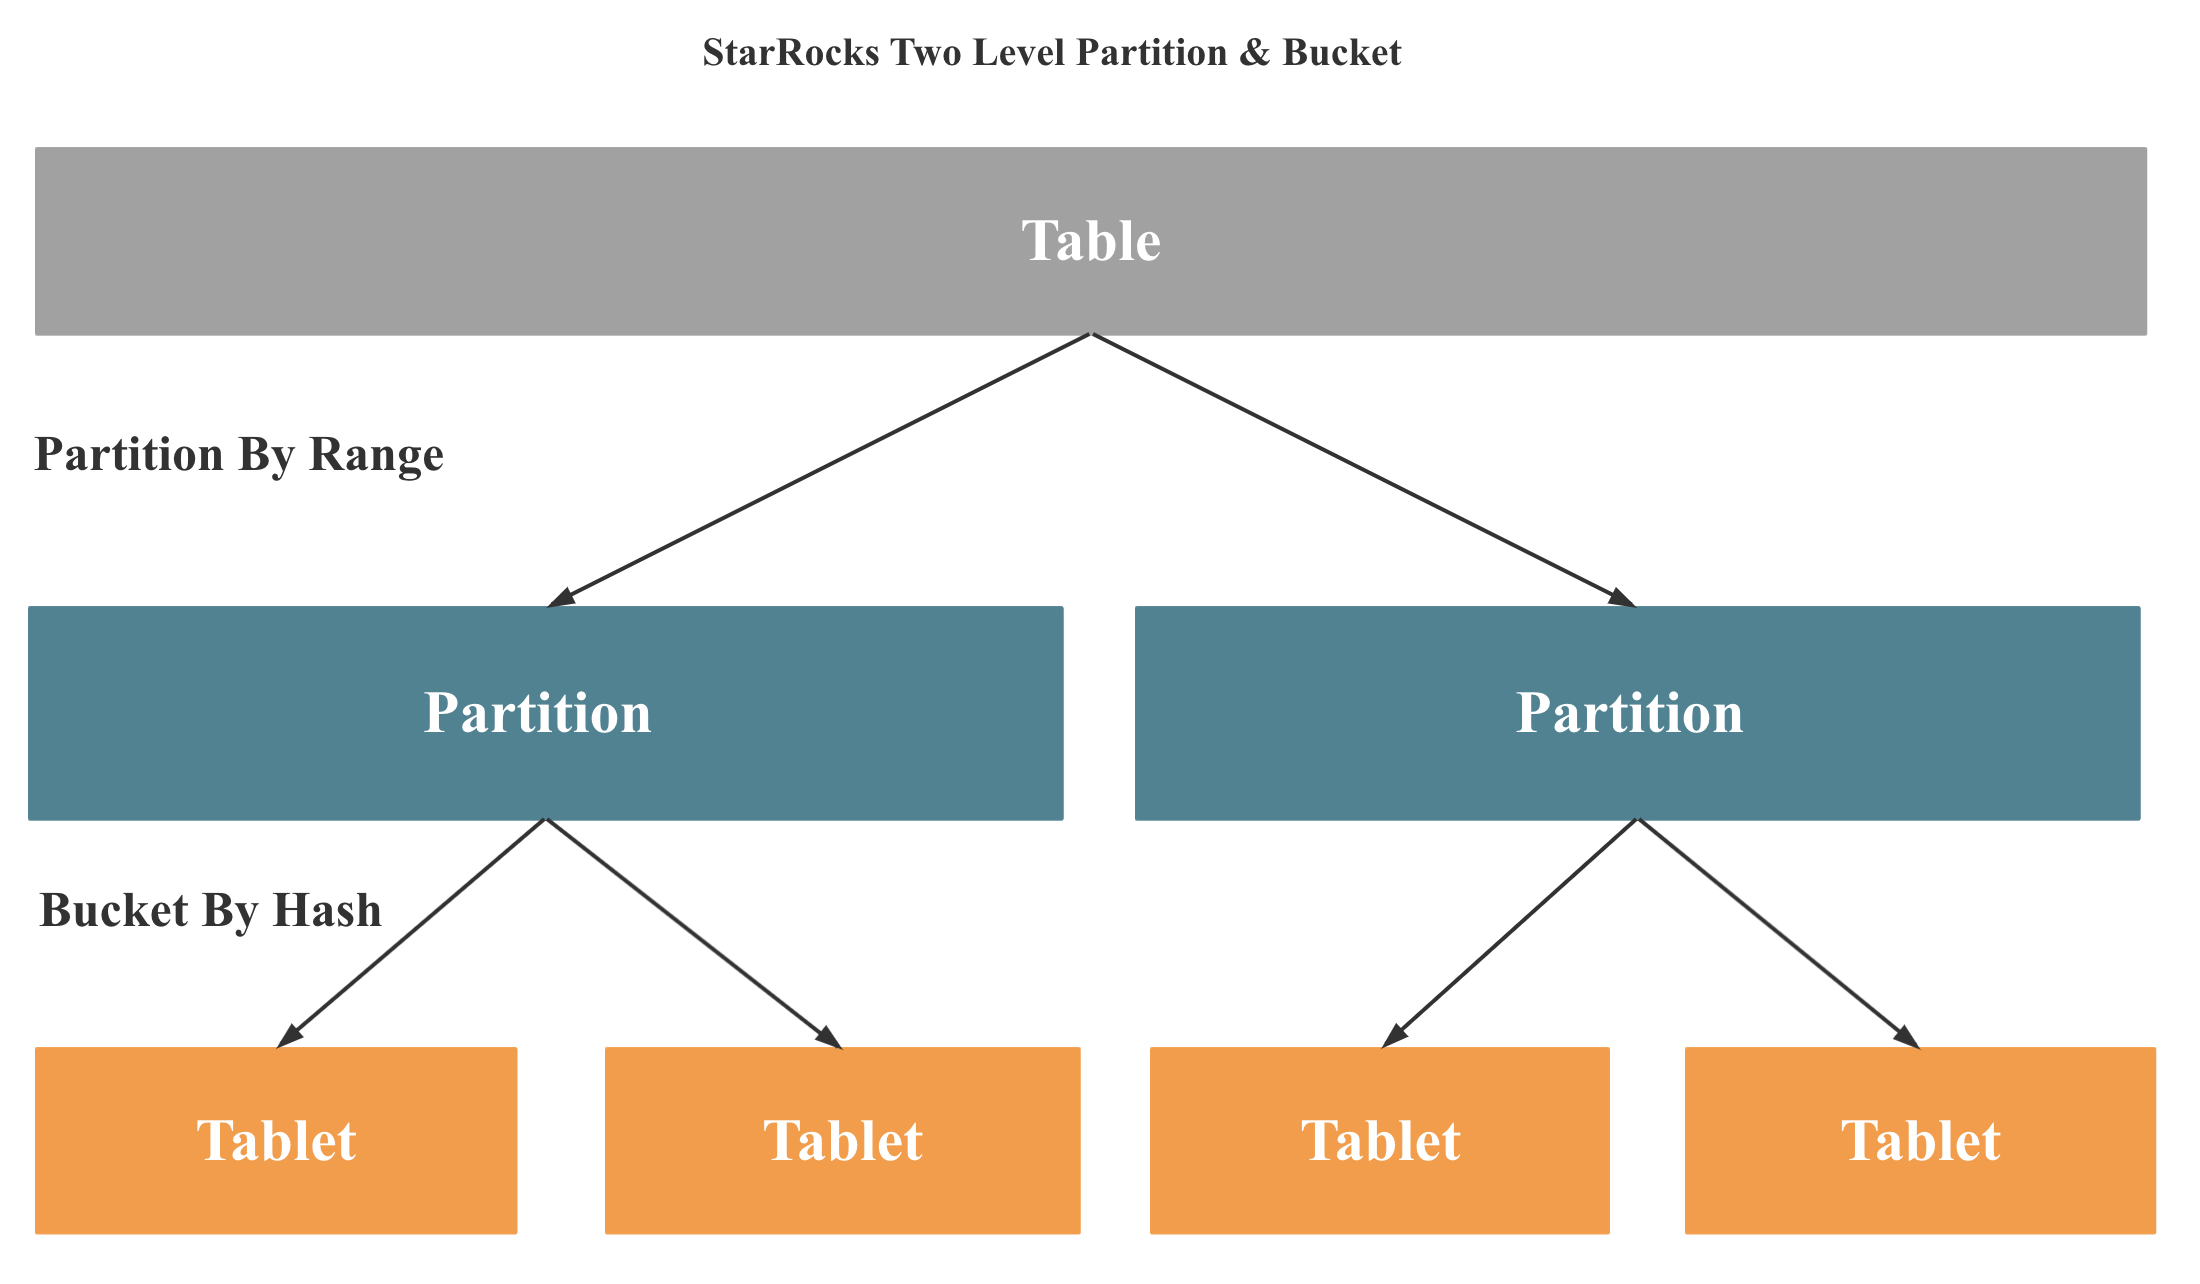 StarRocks Two Level Partition & Bucket
Table
Partition By Range
Partition
Partition
Bucket By Hash
Tablet
Tablet
Tablet
Tablet